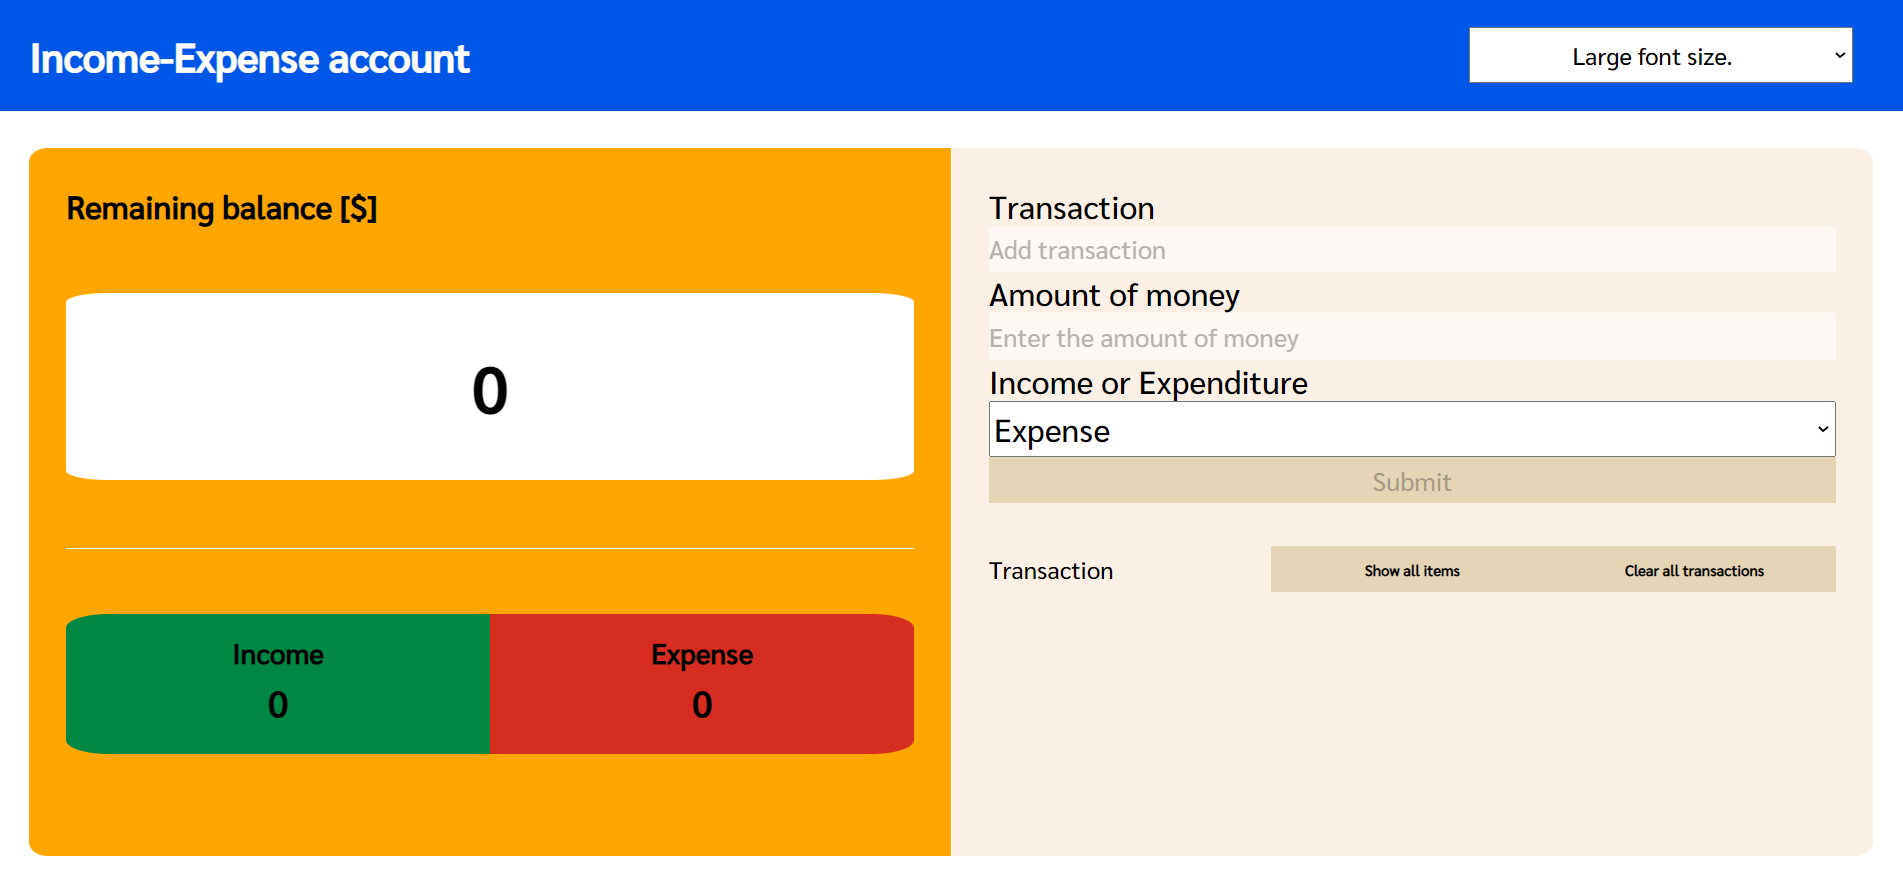 Income-Expense account
Large font size.
Remaining balance [$]
0
Income
0
Expense
0
Transaction
Add transaction
Amount of money
Enter the amount of money
Income or Expenditure
Expense
Submit
Transaction
Show all items
Clear all transactions